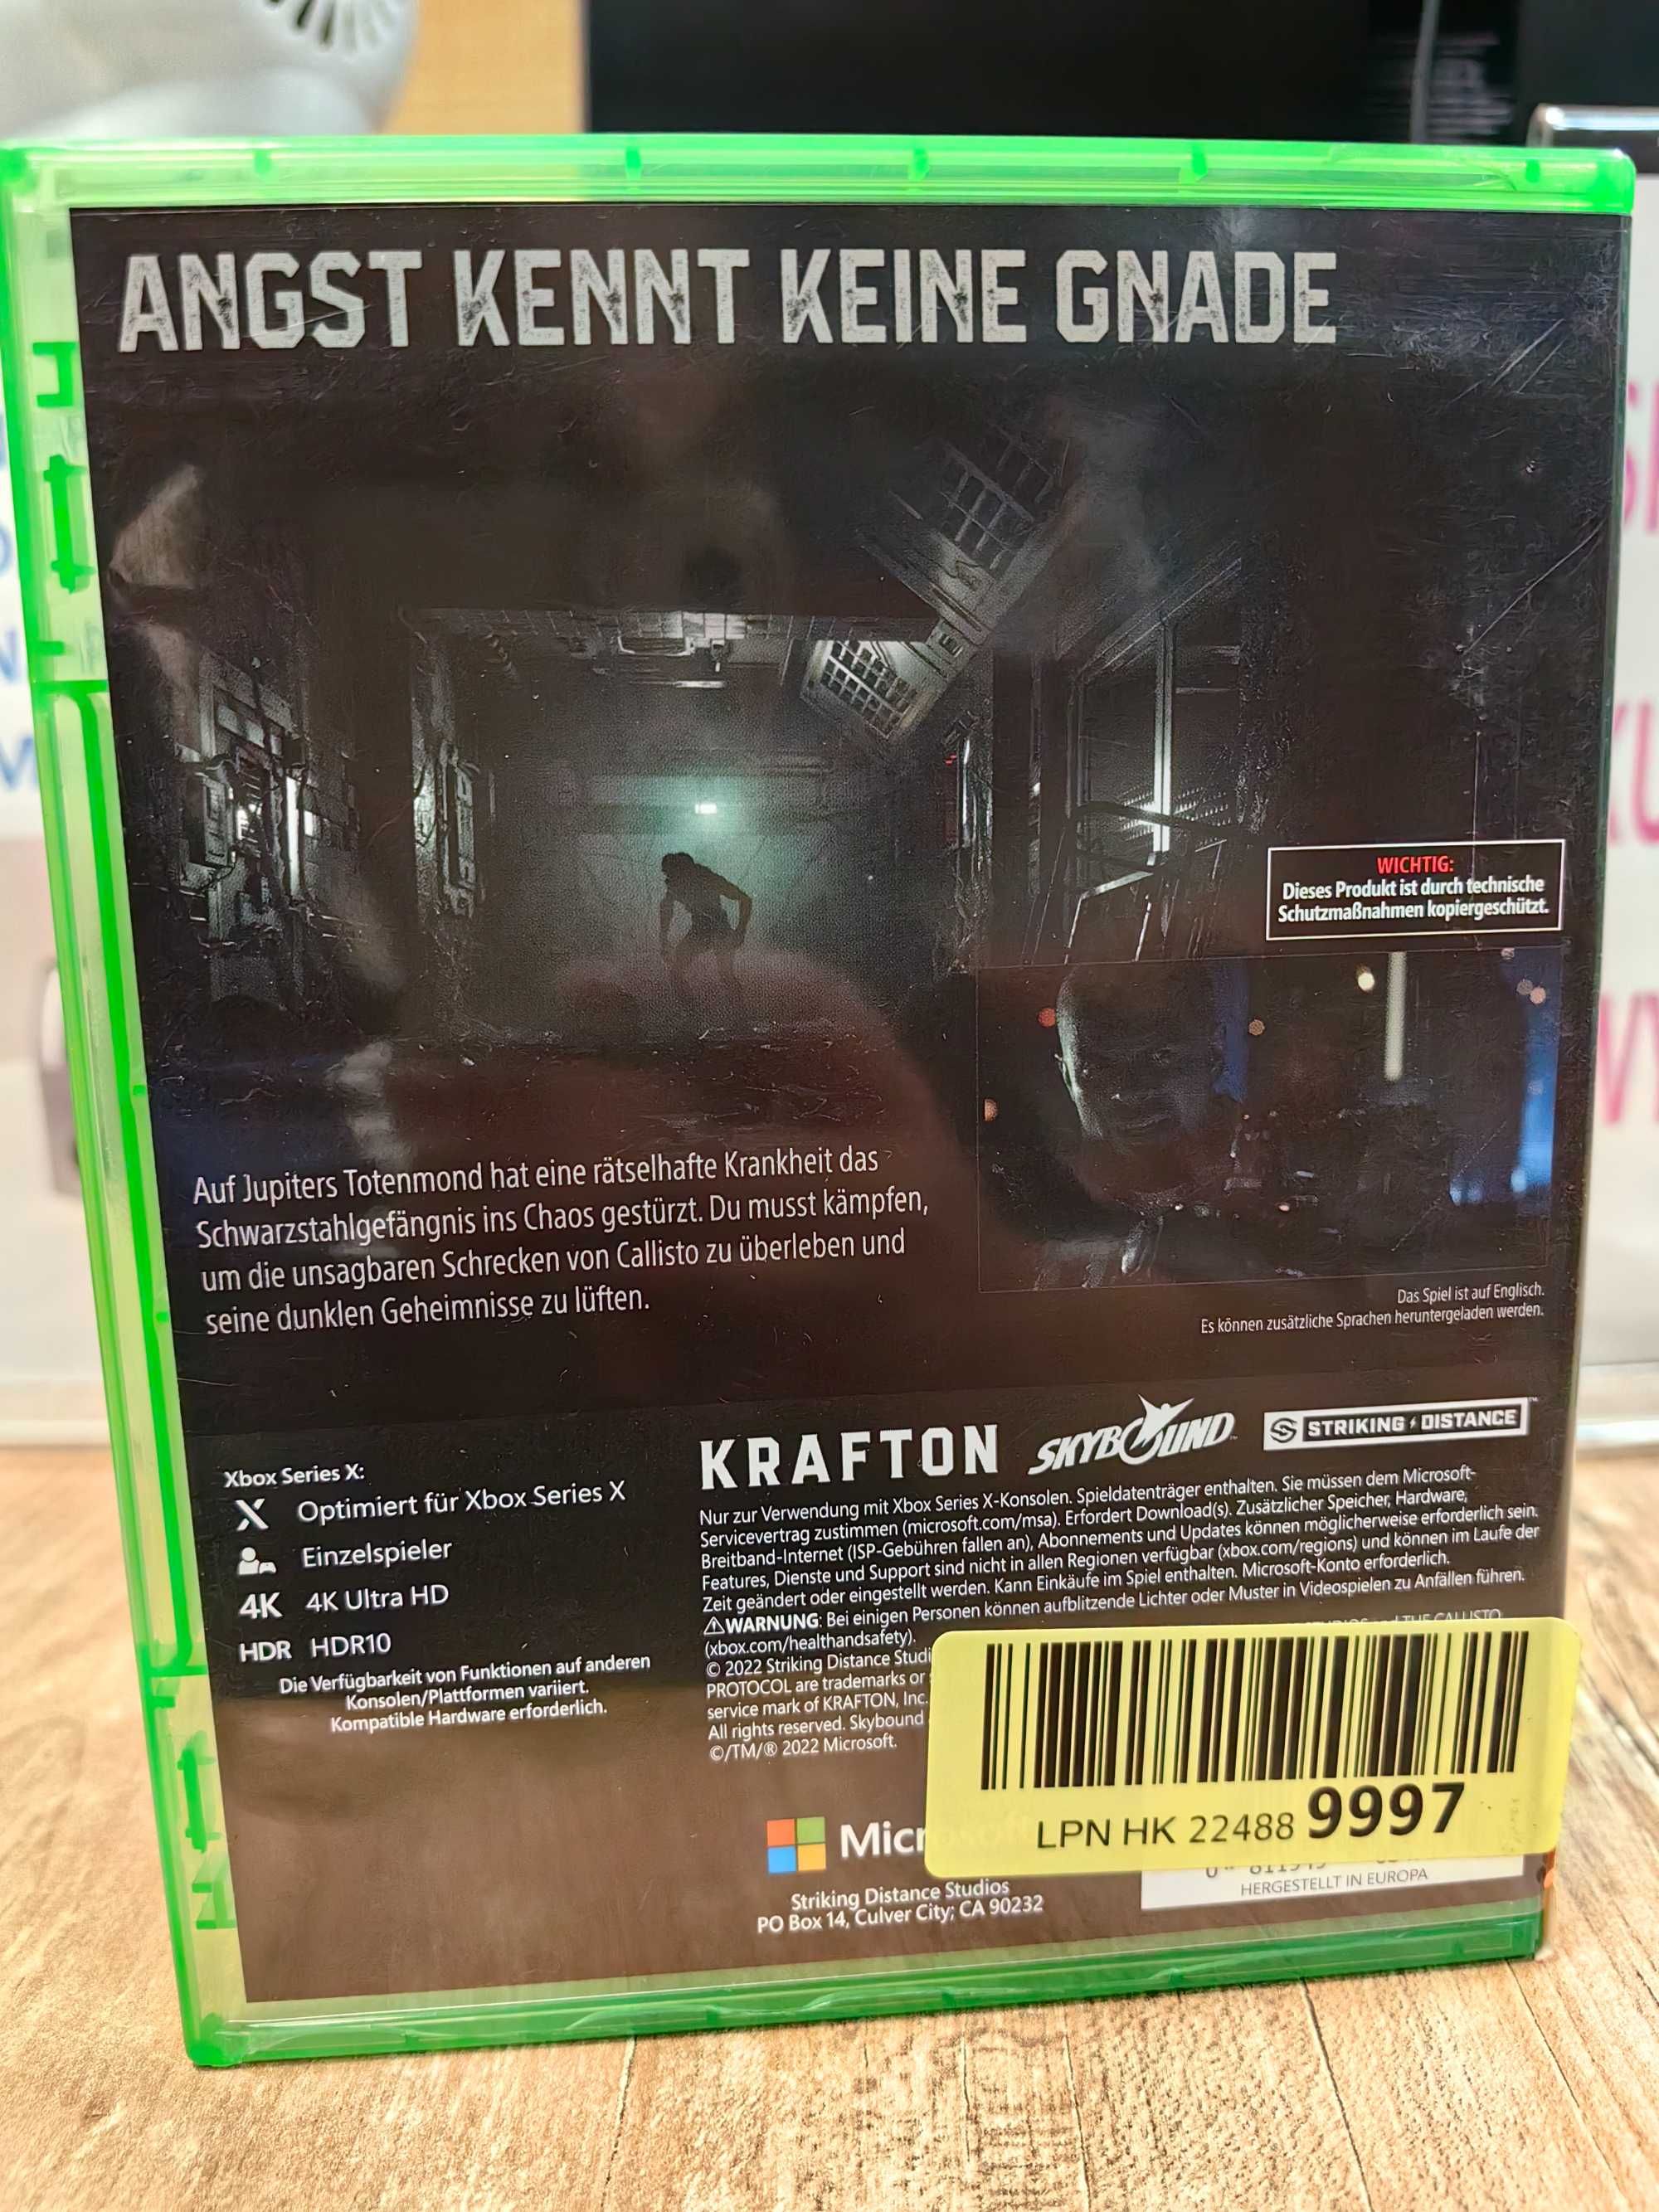 ANGST KENNT KEINE GNADE
WICHTIG:
Dieses Produkt ist durch technische
Schutzmaßnahmen kopiergeschützt.
Auf Jupiters Totenmond hat eine rätselhafte Krankheit das
Schwarzstahlgefängnis ins Chaos gestürzt. Du musst kämpfen,
um die unsagbaren Schrecken von Callisto zu überleben und
seine dunklen Geheimnisse zu lüften.
Das Spiel ist auf Englisch.
Es können zusätzliche Sprachen heruntergeladen werden.
Xbox Series X:
X Optimiert für Xbox Series X
Einzelspieler
4K 4K Ultra HD
HDR HDR10
Die Verfügbarkeit von Funktionen auf anderen
Konsolen/Plattformen variiert.
Kompatible Hardware erforderlich.
KRAFTON SKYBOUND STRIKING DISTANCE
Nur zur Verwendung mit Xbox Series X-Konsolen. Spieldatenträger enthalten. Sie müssen dem Microsoft-
Servicevertrag zustimmen (microsoft.com/msa). Erfordert Download(s). Zusätzlicher Speicher, Hardware,
Breitband-Internet (ISP-Gebühren fallen an), Abonnements und Updates können möglicherweise erforderlich sein.
Features, Dienste und Support sind nicht in allen Regionen verfügbar (xbox.com/regions) und können im Laufe der
Zeit geändert oder eingestellt werden. Kann Einkäufe im Spiel enthalten. Microsoft-Konto erforderlich.
⚠WARNUNG: Bei einigen Personen können aufblitzende Lichter oder Muster in Videospielen zu Anfällen führen.
(xbox.com/healthandsafety).
© 2022 Striking Distance Studi THE CALLISTO
PROTOCOL are trademarks or
service mark of KRAFTON, Inc.
All rights reserved. Skybound
©/TM/® 2022 Microsoft.
LPN HK 22488 9997
Micr
HERGESTELLT IN EUROPA
Striking Distance Studios
PO Box 14, Culver City; CA 90232